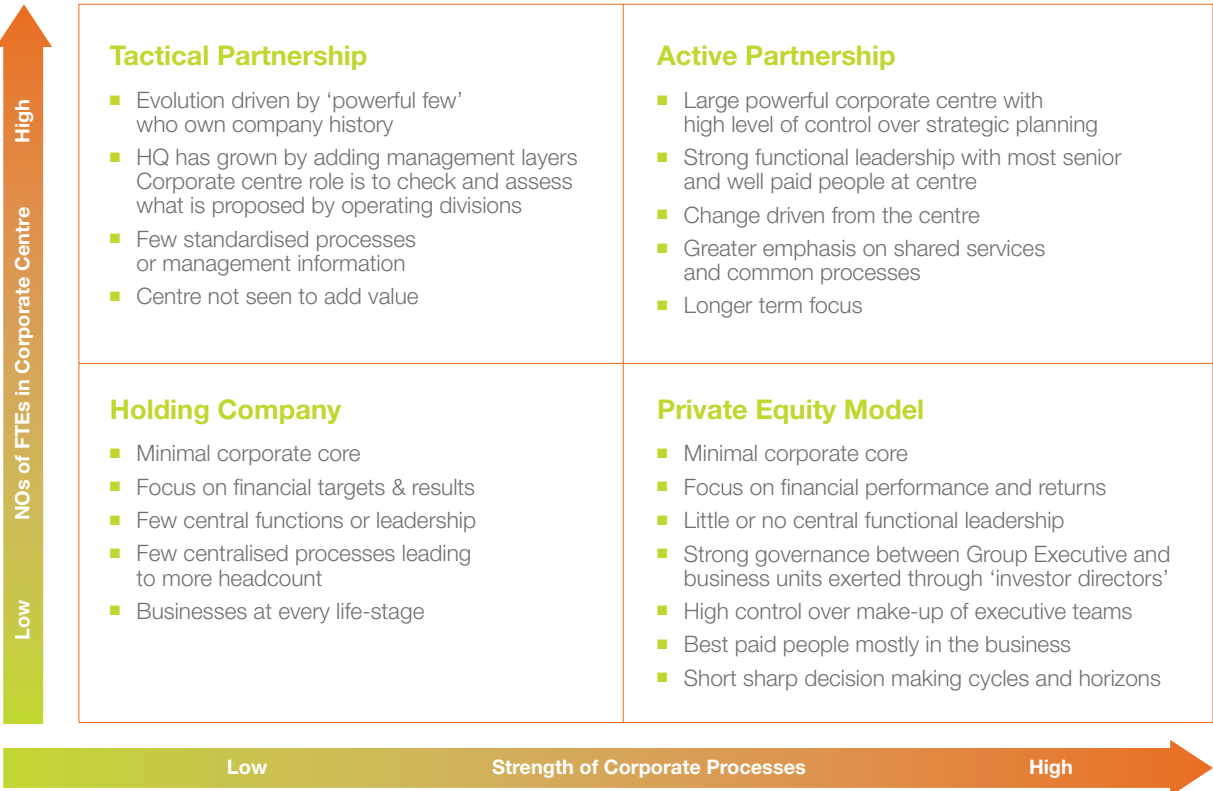 Tactical Partnership
Evolution driven by ‘powerful few’
who own company history
HQ has grown by adding management layers
Corporate centre role is to check and assess
what is proposed by operating divisions
Few standardised processes
or management information
Centre not seen to add value
Active Partnership
Large powerful corporate centre with
high level of control over strategic planning
Strong functional leadership with most senior
and well paid people at centre
Change driven from the centre
Greater emphasis on shared services
and common processes
Longer term focus
Holding Company
Minimal corporate core
Focus on financial targets & results
Few central functions or leadership
Few centralised processes leading
to more headcount
Businesses at every life-stage
Private Equity Model
Minimal corporate core
Focus on financial performance and returns
Little or no central functional leadership
Strong governance between Group Executive and
business units exerted through ‘investor directors’
High control over make-up of executive teams
Best paid people mostly in the business
Short sharp decision making cycles and horizons
Low NOs of FTEs in Corporate Centre High
Low Strength of Corporate Processes High